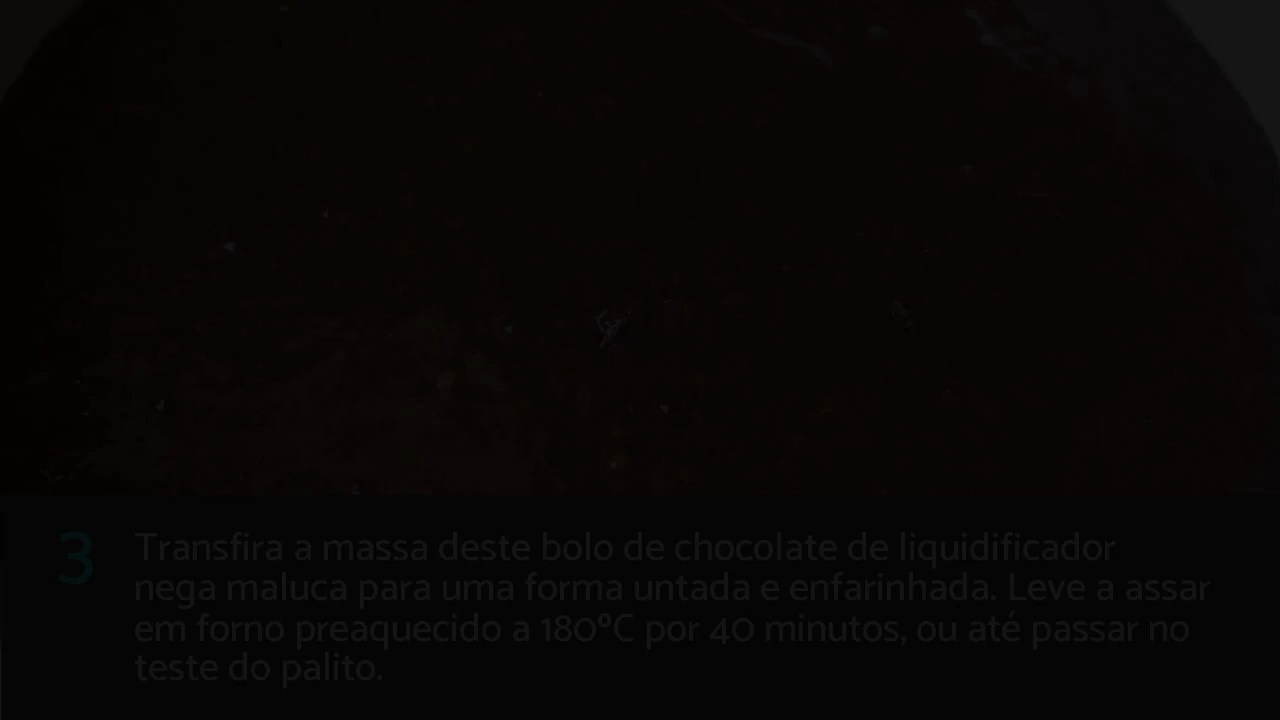 3
Transfira a massa deste bolo de chocolate de liquidificador
nega maluca para uma forma untada e enfarinhada. Leve a assar
em forno preaquecido a 180ºC por 40 minutos, ou até passar no
teste do palito.